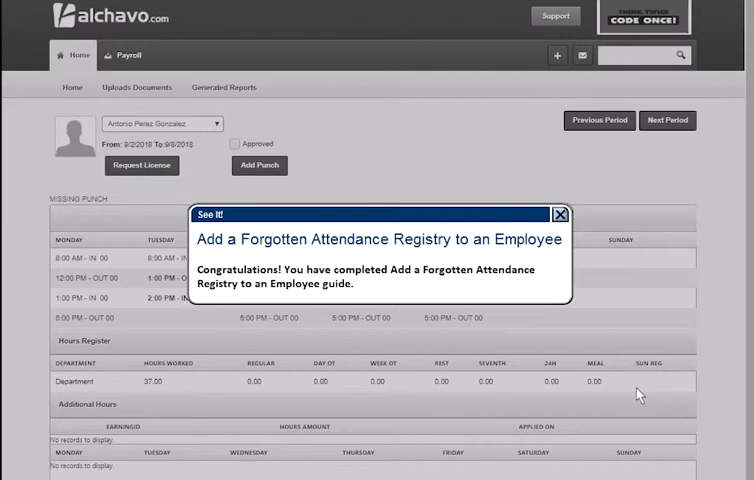 alchavo.com
Support
THINK TWICE
CODE ONCE!
Home
Payroll
Home Uploads Documents Generated Reports
Antonio Perez Gonzalez
Previous Period Next Period
From: 9/2/2018 To:9/8/2018 Approved
Request License Add Punch
MISSING PUNCH
See It!
Add a Forgotten Attendance Registry to an Employee
Congratulations! You have completed Add a Forgotten Attendance
Registry to an Employee guide.
MONDAY TUESDAY SUNDAY
8:00 AM - IN 00 8:00 AM - IN
12:00 PM - OUT 00 1:00 PM - O
1:00 PM - IN 00 2:00 PM - IN
5:00 PM - OUT 00 5:00 PM - OUT 00 5:00 PM - OUT 00 5:00 PM - OUT 00
Hours Register
DEPARTMENT HOURS WORKED REGULAR DAY OT WEEK OT REST SEVENTH 24H MEAL SUN REG
Department 37.00 0.00 0.00 0.00 0.00 0.00 0.00 0.00
Additional Hours
EARNINGID HOURS AMOUNT APPLIED ON
No records to display.
MONDAY TUESDAY WEDNESDAY THURSDAY FRIDAY SATURDAY SUNDAY
No records to display.